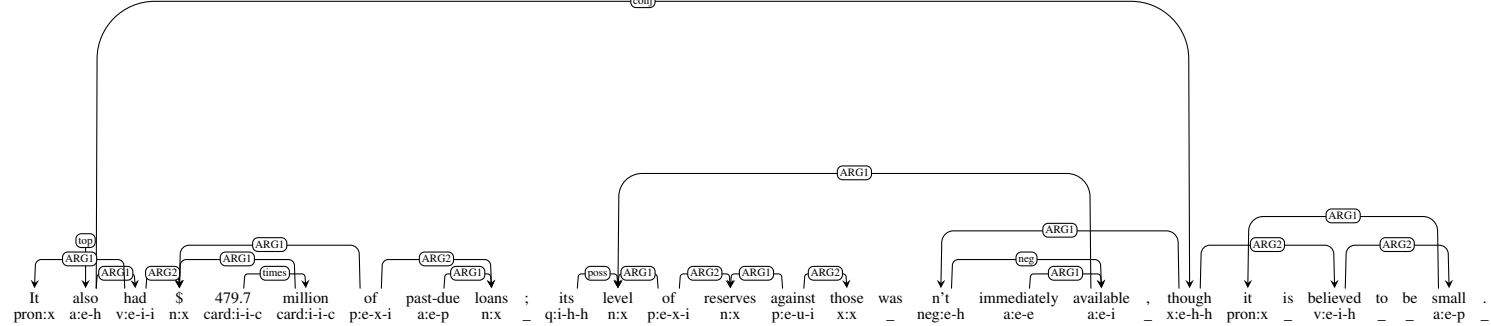 conj
ARG1
top ARG1 ARG1 neg
ARG1 ARG1 ARG2 ARG2 ARG2
ARG1 ARG2 times ARG1 poss ARG1 ARG2 ARG1 ARG2 ARG1
ARG1
ARG1
It also had $ 479.7 million of past-due loans ; its level of reserves against those was n't immediately available , though it is believed to be small .
pron:x a:e-h v:e-i-i n:x card:i-i-c card:i-i-c p:e-x-i a:e-p n:x _ q:i-h-h n:x p:e-x-i n:x p:e-u-i x:x _ neg:e-h a:e-e a:e-i _ x:e-h-h pron:x _ v:e-i-h _ _ a:e-p _